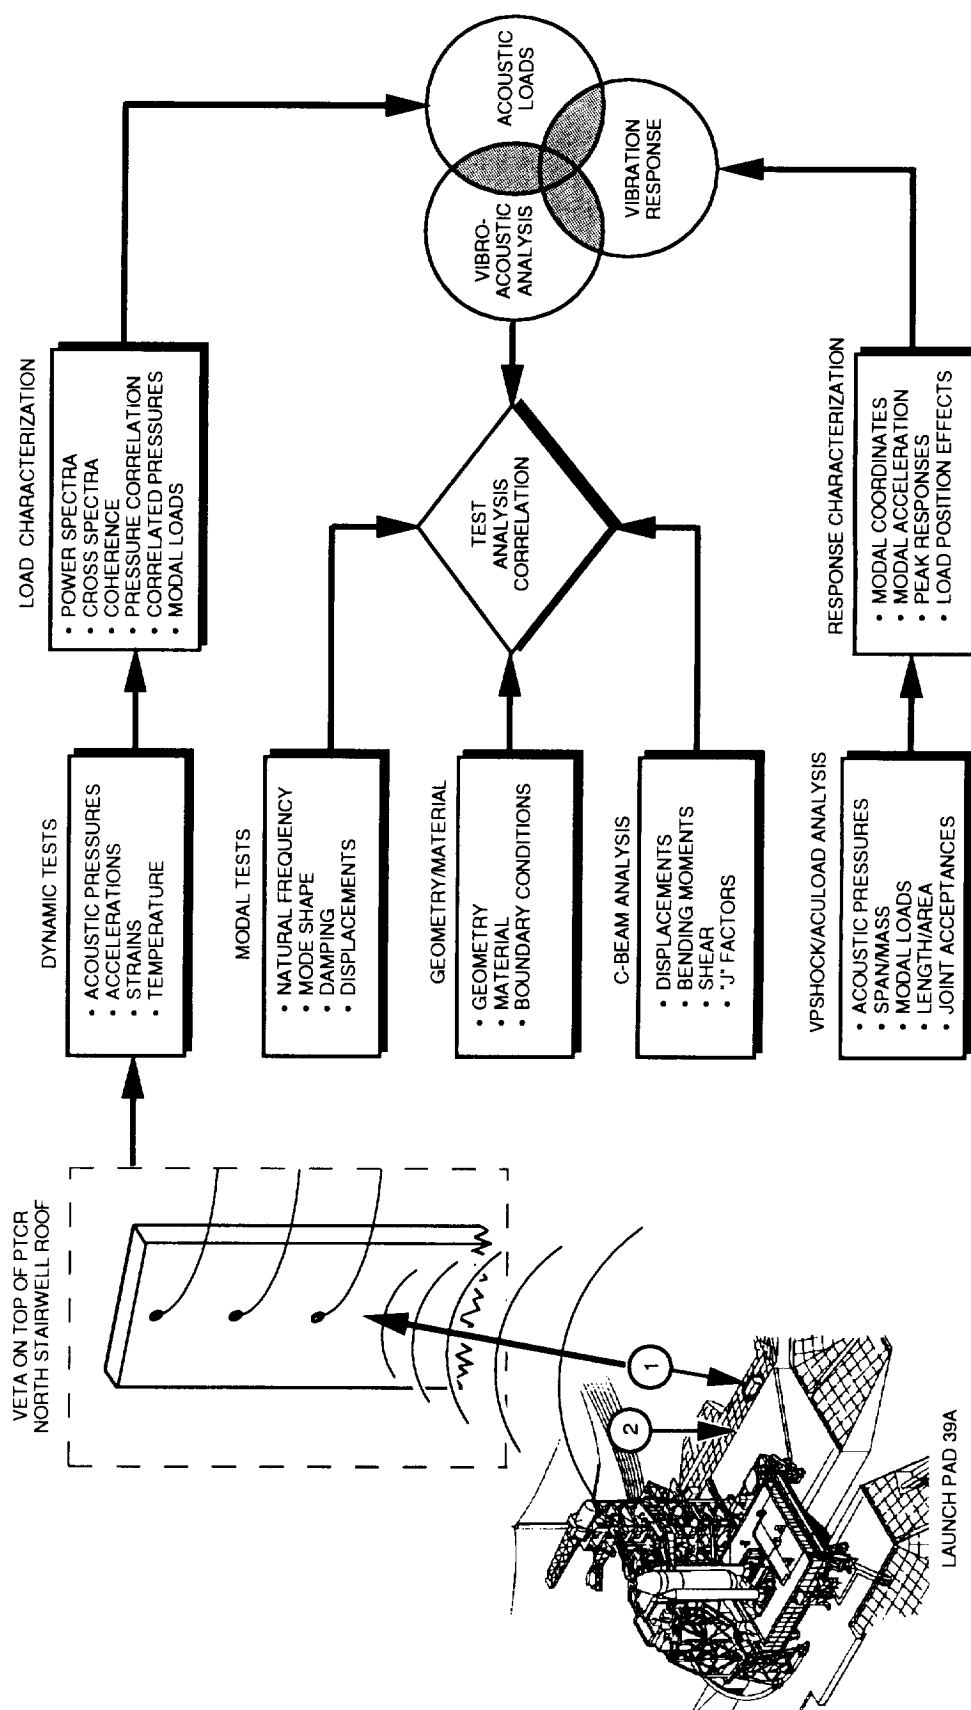 VETA ON TOP OF PTCR
NORTH STAIRWELL ROOF
1
2
LAUNCH PAD 39A
DYNAMIC TESTS
• ACOUSTIC PRESSURES
• ACCELERATIONS
• STRAINS
• TEMPERATURE
MODAL TESTS
• NATURAL FREQUENCY
• MODE SHAPE
• DAMPING
• DISPLACEMENTS
GEOMETRY/MATERIAL
• GEOMETRY
• MATERIAL
• BOUNDARY CONDITIONS
C-BEAM ANALYSIS
• DISPLACEMENTS
• BENDING MOMENTS
• SHEAR
• "J" FACTORS
VPSHOCK/ACULOAD ANALYSIS
• ACOUSTIC PRESSURES
• SPAN/MASS
• MODAL LOADS
• LENGTH/AREA
• JOINT ACCEPTANCES
LOAD CHARACTERIZATION
• POWER SPECTRA
• CROSS SPECTRA
• COHERENCE
• PRESSURE CORRELATION
• CORRELATED PRESSURES
• MODAL LOADS
TEST
ANALYSIS
CORRELATION
RESPONSE CHARACTERIZATION
• MODAL COORDINATES
• MODAL ACCELERATION
• PEAK RESPONSES
• LOAD POSITION EFFECTS
VIBRO-
ACOUSTIC
ANALYSIS
ACOUSTIC
LOADS
VIBRATION
RESPONSE